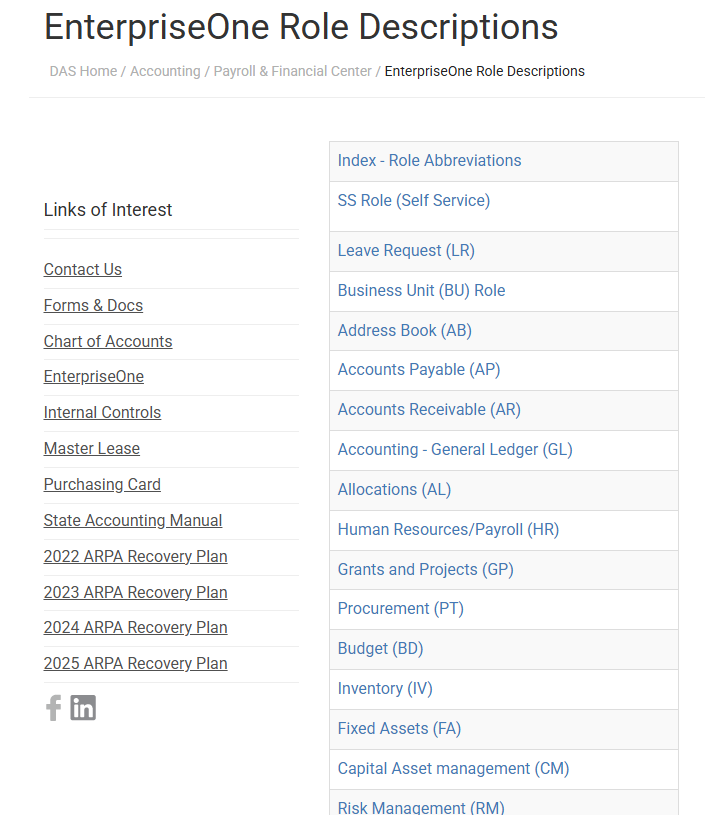 EnterpriseOne Role Descriptions
DAS Home / Accounting / Payroll & Financial Center / EnterpriseOne Role Descriptions
Links of Interest
Contact Us
Forms & Docs
Chart of Accounts
EnterpriseOne
Internal Controls
Master Lease
Purchasing Card
State Accounting Manual
2022 ARPA Recovery Plan
2023 ARPA Recovery Plan
2024 ARPA Recovery Plan
2025 ARPA Recovery Plan
f in
Index - Role Abbreviations
SS Role (Self Service)
Leave Request (LR)
Business Unit (BU) Role
Address Book (AB)
Accounts Payable (AP)
Accounts Receivable (AR)
Accounting - General Ledger (GL)
Allocations (AL)
Human Resources/Payroll (HR)
Grants and Projects (GP)
Procurement (PT)
Budget (BD)
Inventory (IV)
Fixed Assets (FA)
Capital Asset management (CM)
Risk Management (RM)